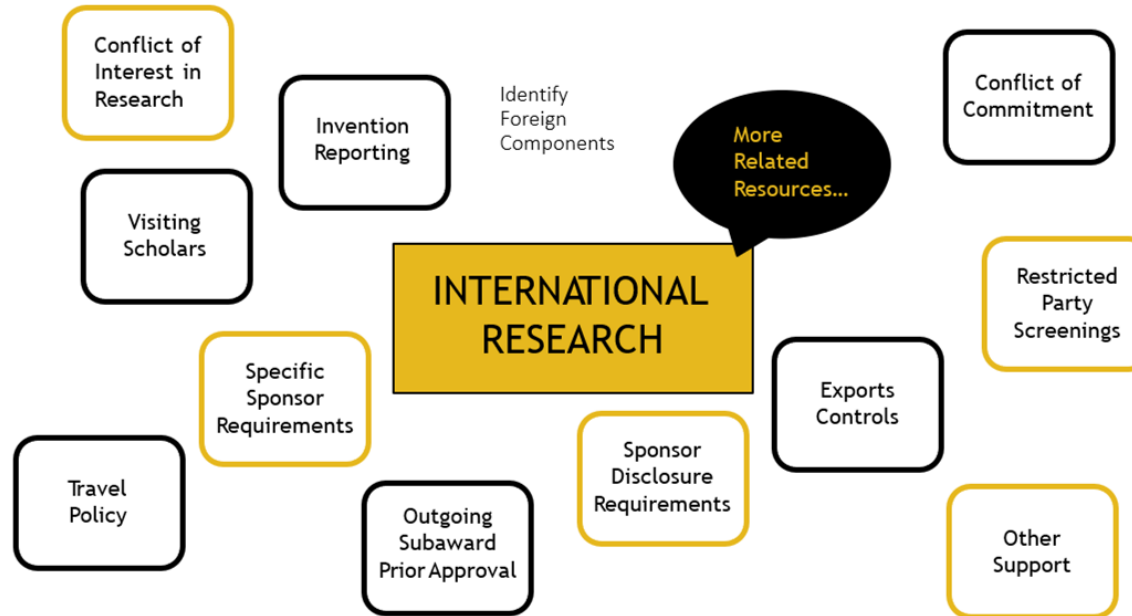 Conflict of
Interest in
Research
Invention
Reporting
Identify
Foreign
Components
More
Related
Resources...
Conflict of
Commitment
Visiting
Scholars
INTERNATIONAL
RESEARCH
Restricted
Party
Screenings
Specific
Sponsor
Requirements
Exports
Controls
Sponsor
Disclosure
Requirements
Travel
Policy
Outgoing
Subaward
Prior Approval
Other
Support